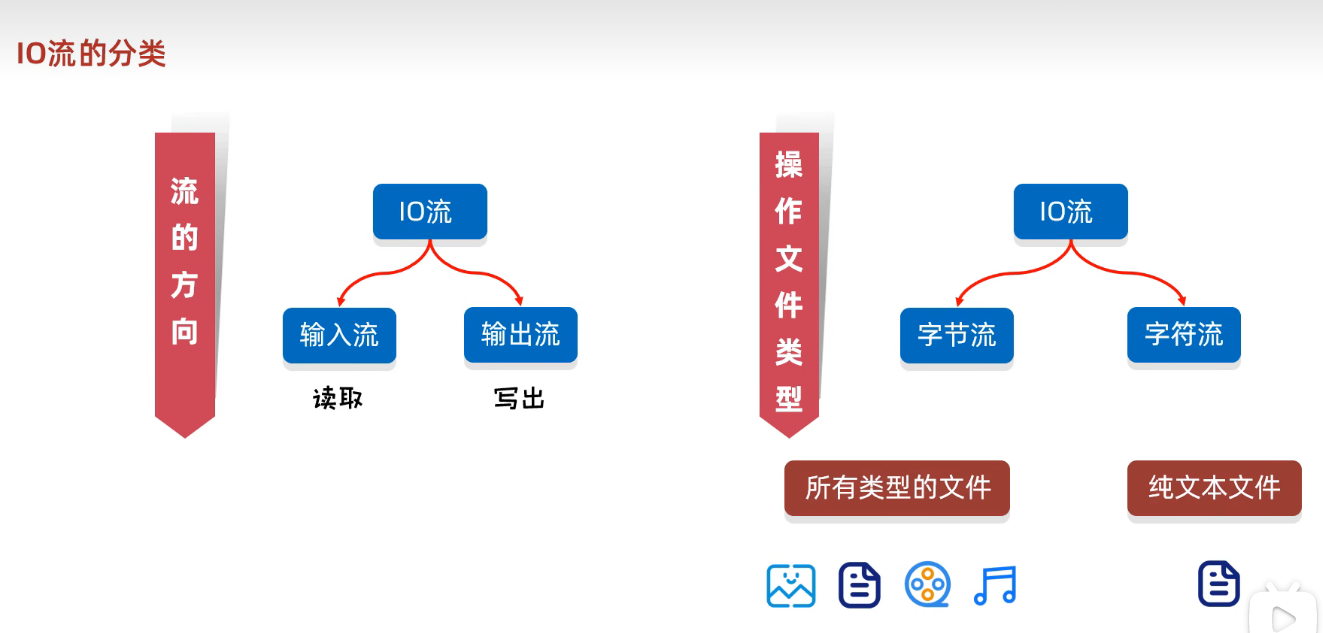 IO流的分类
流的方向
IO流
输入流
输出流
读取
写出
操作文件类型
IO流
字节流
字符流
所有类型的文件
纯文本文件